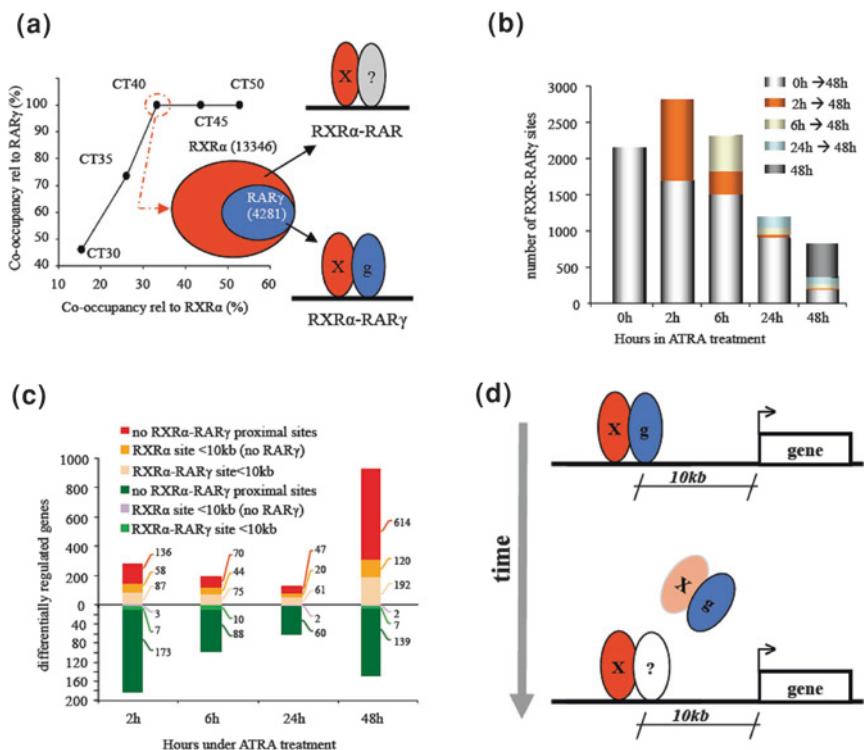 (a)
Co-occupancy rel to RARγ (%)
110
100
90
80
70
60
50
40
CT40
CT50
CT45
CT35
CT30
RXRα (13346)
RARγ
(4281)
10
20
30
40
50
60
Co-occupancy rel to RXRα (%)
X
?
RXRα-RAR
X
g
RXRα-RARγ
(b)
number of RXR-RARγ sites
3000
2500
2000
1500
1000
500
0
0h →48h
2h → 48h
6h → 48h
24h → 48h
48h
0h
2h
6h
24h
48h
Hours in ATRA treatment
(c)
no RXRα-RARγ proximal sites
RXRα site <10kb (no RARγ)
RXRα-RARγ site<10kb
no RXRα-RARγ proximal sites
RXRα site <10kb (no RARγ)
RXRα-RARγ site <10kb
differentially regulated genes
1000
800
600
400
200
0
40
80
120
160
200
136
58
87
3
7
173
70
44
75
10
88
47
20
61
2
60
614
120
192
2
7
139
2h
6h
24h
48h
Hours under ATRA treatment
(d)
time
X
g
gene
10kb
X
g
X
?
gene
10kb